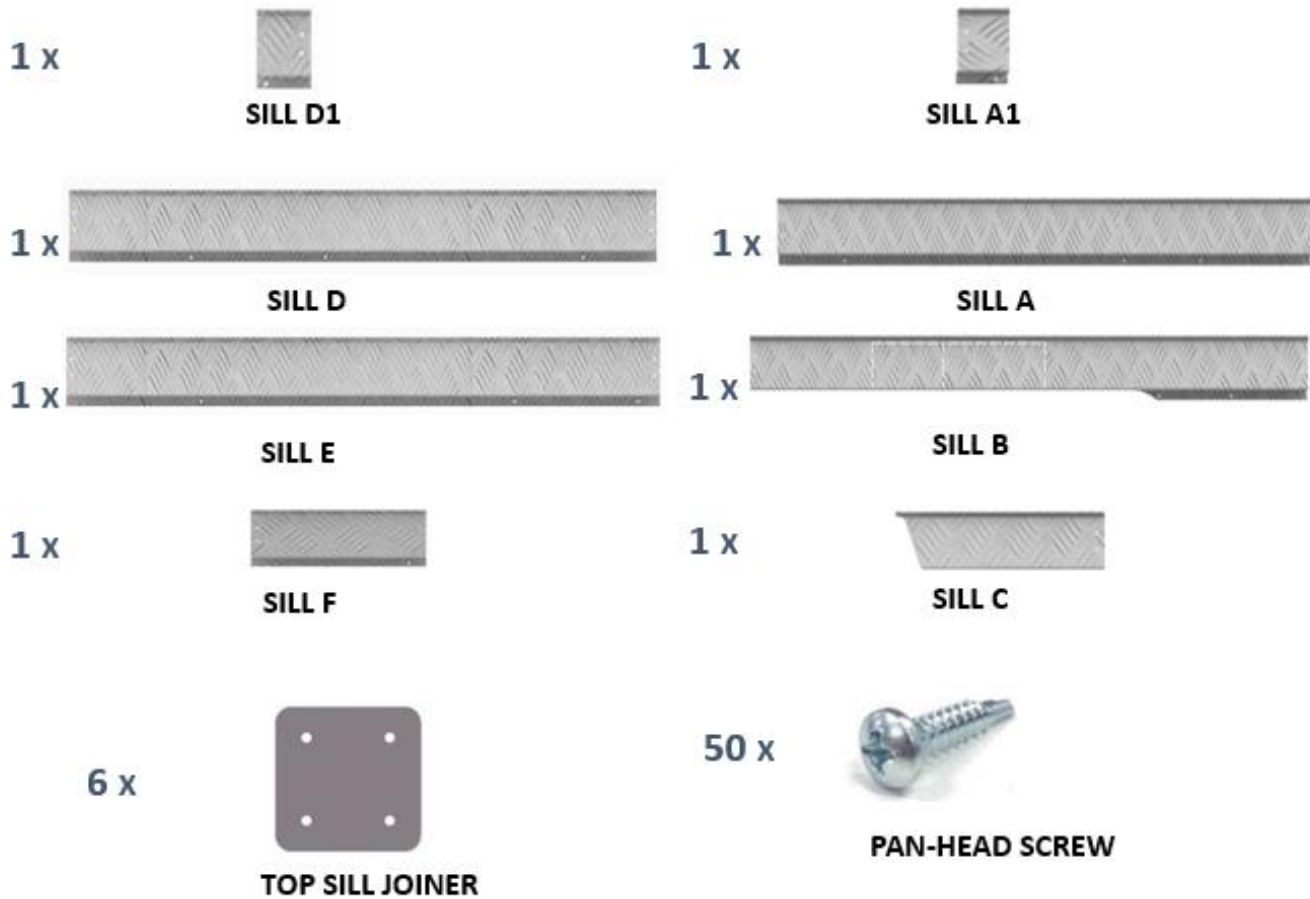 1 x
SILL D1
1 x
SILL A1
1 x
SILL D
1 x
SILL A
1 x
SILL E
1 x
SILL B
1 x
SILL F
1 x
SILL C
6 x
TOP SILL JOINER
50 x
PAN-HEAD SCREW